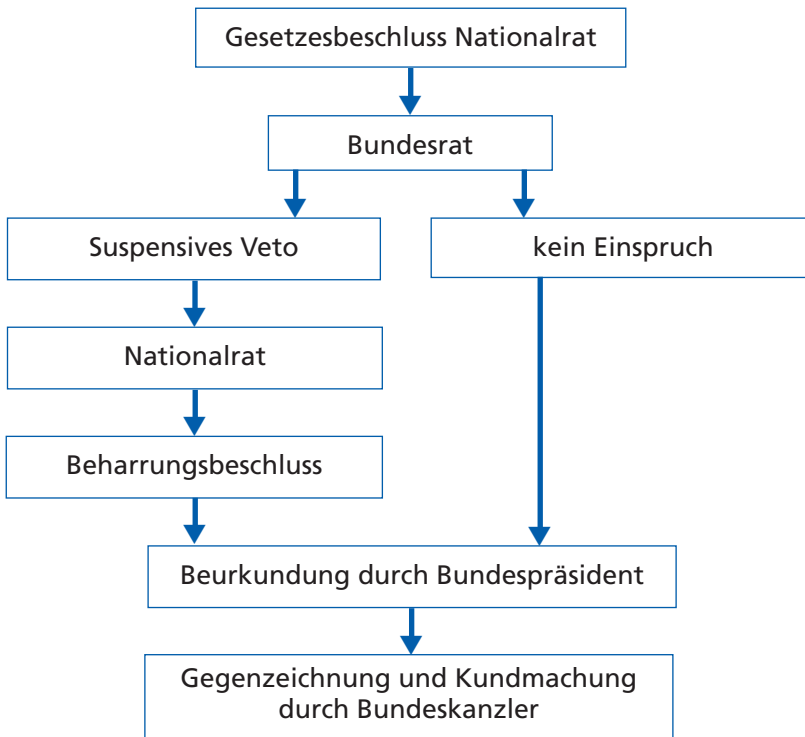 Gesetzesbeschluss Nationalrat
Bundesrat
Suspensives Veto
kein Einspruch
Nationalrat
Beharrungsbeschluss
Beurkundung durch Bundespräsident
Gegenzeichnung und Kundmachung
durch Bundeskanzler